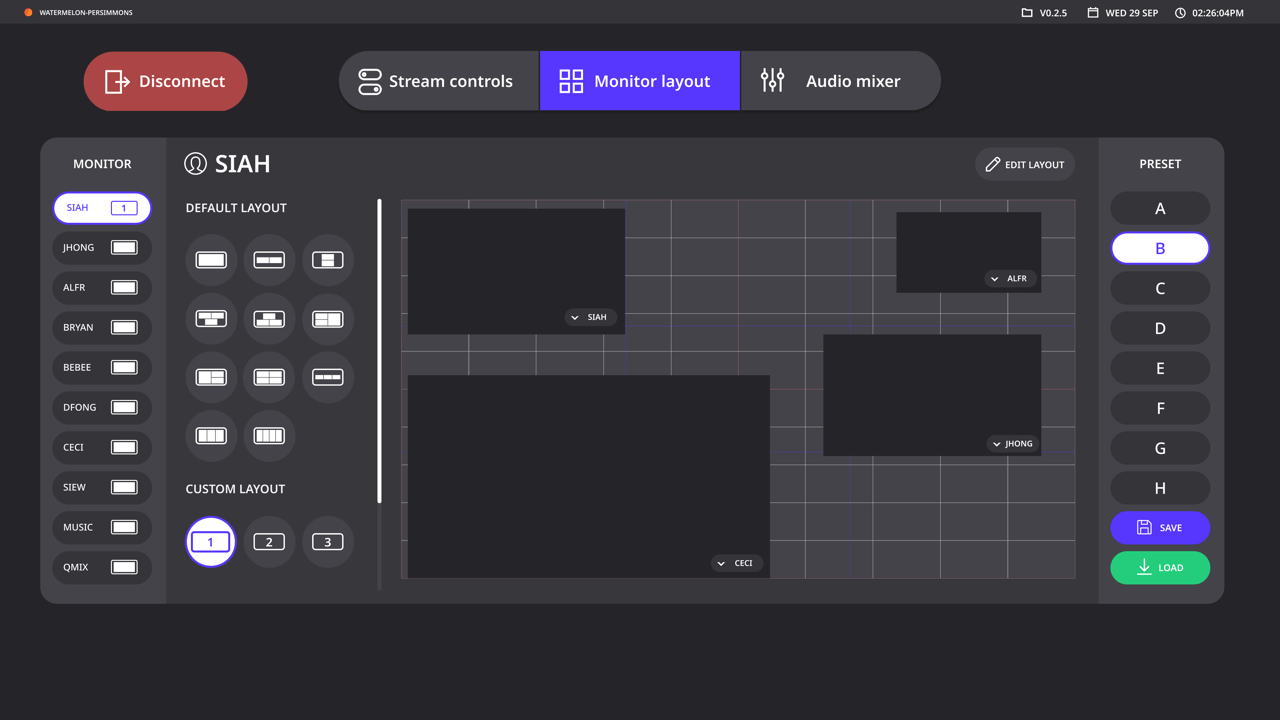 WATERMELON-PERSIMMONS
V0.2.5
WED 29 SEP
02:26:04PM
Disconnect
Stream controls
Monitor layout
Audio mixer
MONITOR
SIAH 1
JHONG
ALFR
BRYAN
BEBEE
DFONG
CECI
SIEW
MUSIC
QMIX
SIAH
EDIT LAYOUT
DEFAULT LAYOUT
CUSTOM LAYOUT
1 2 3
SIAH
ALFR
JHONG
CECI
PRESET
A
B
C
D
E
F
G
H
SAVE
LOAD